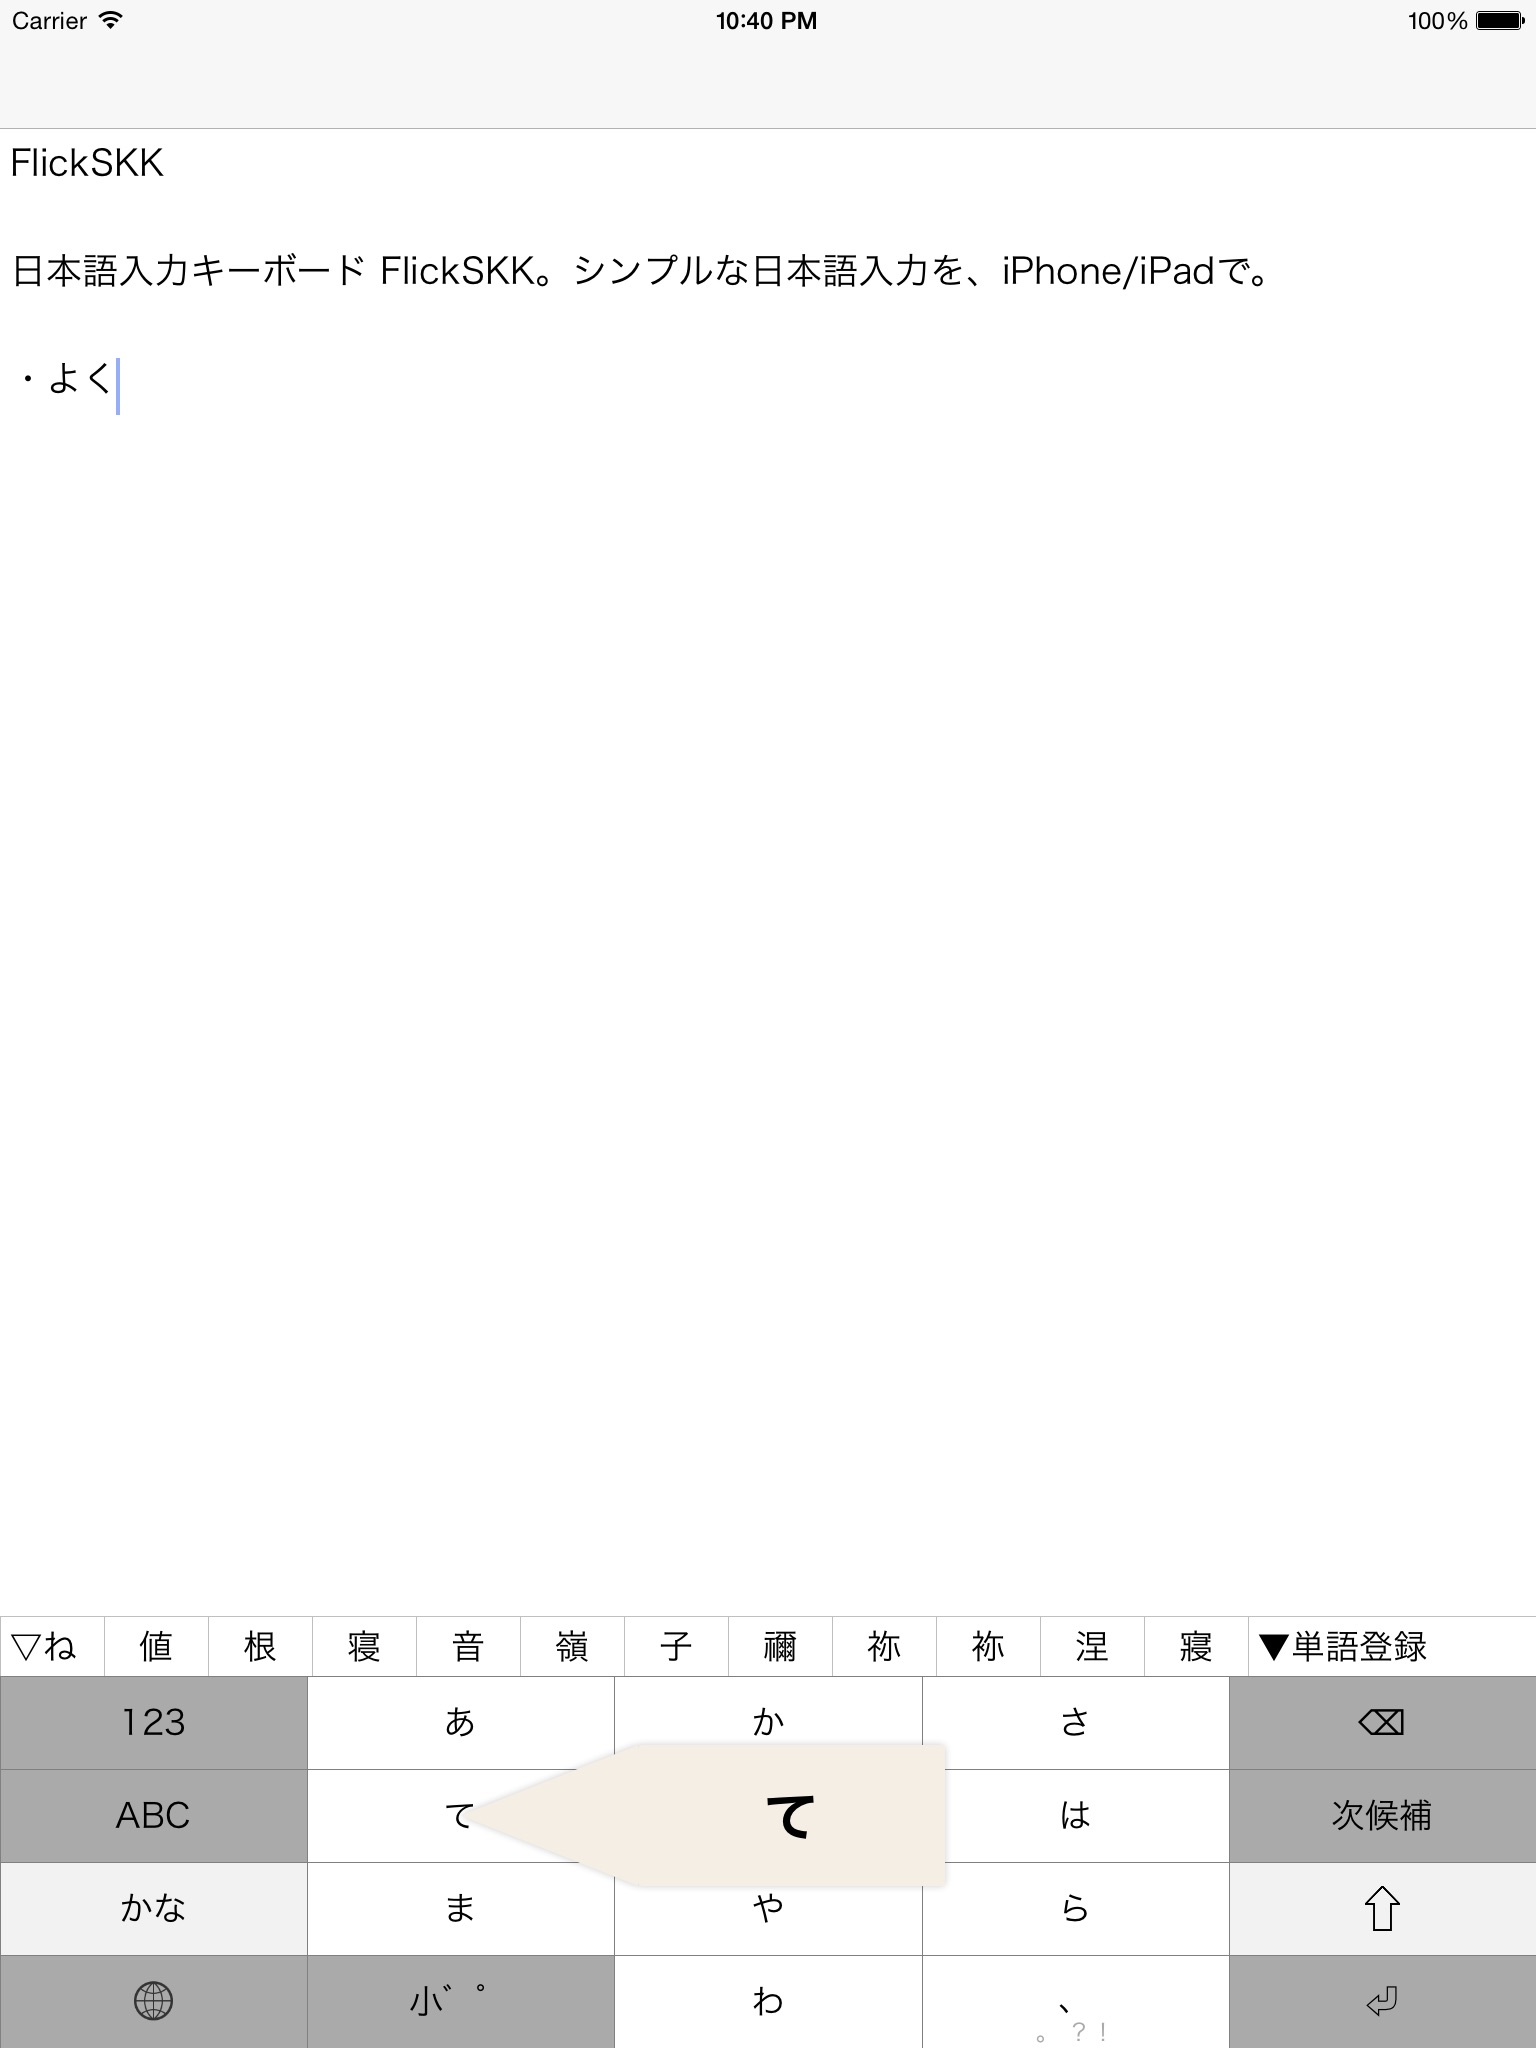 Carrier 10:40 PM 100%
FlickSKK
日本語入力キーボード FlickSKK。シンプルな日本語入力を、iPhone/iPadで。
・よく
▽ね 値 根 寝 音 嶺 子 禰 祢 袮 涅 寢 ▼単語登録
123 あ か さ
ABC て て は 次候補
かな ま や ら
小゛゜ わ 、
。?!